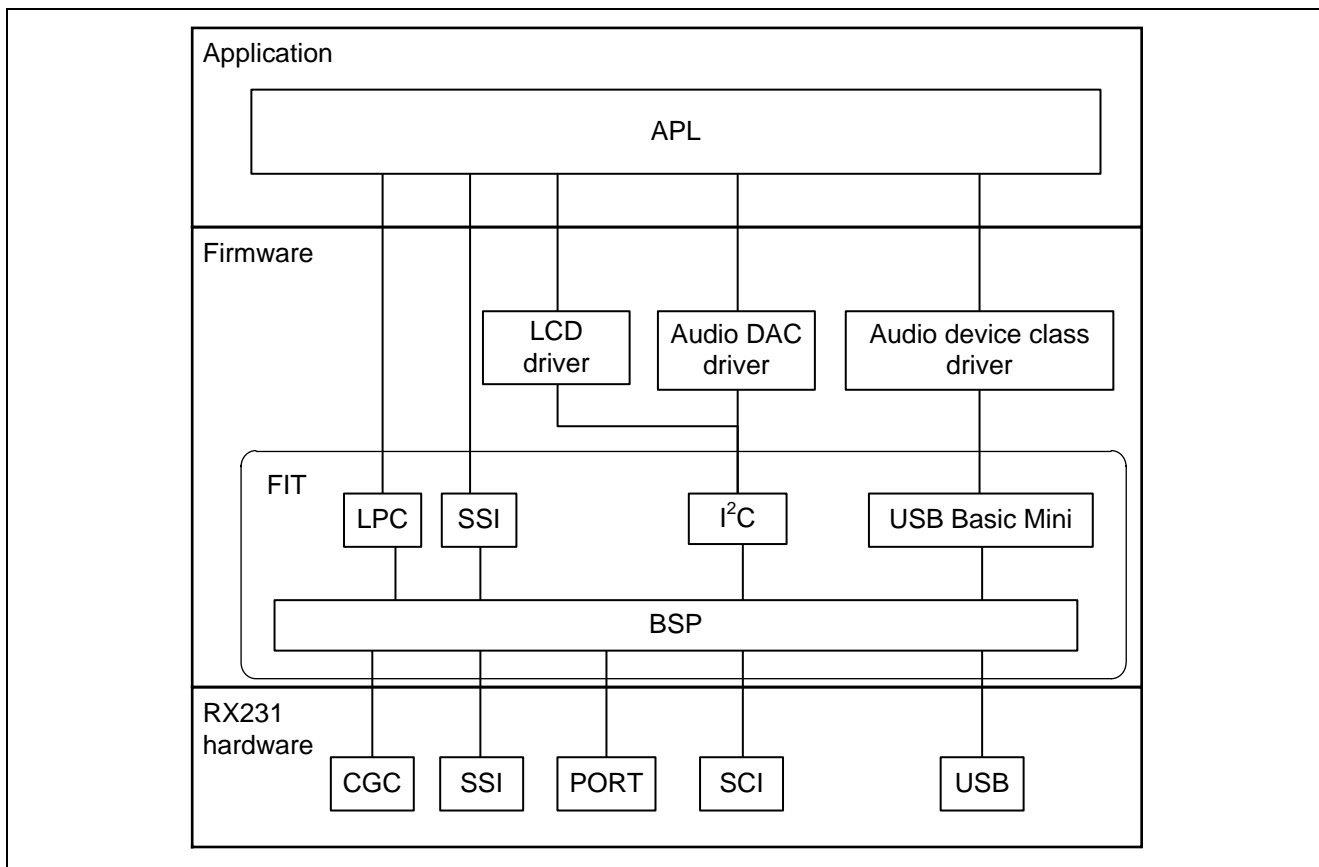 Application
APL
Firmware
LCD
driver
Audio DAC
driver
Audio device class
driver
FIT
LPC
SSI
I²C
USB Basic Mini
BSP
RX231
hardware
CGC
SSI
PORT
SCI
USB